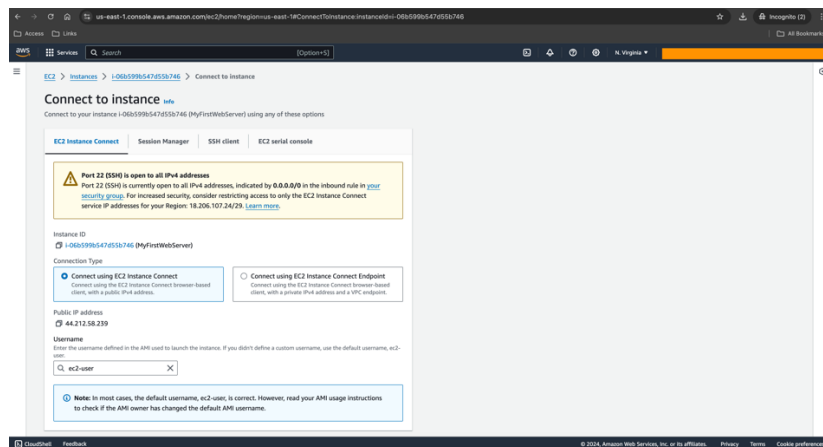 us-east-1.console.aws.amazon.com/ec2/home?region=us-east-1#ConnectToInstance:instanceId=i-06b599b547d55b746
Incognito (2)
Access
Links
All Bookmarks
aws
Services
Search
[Option+S]
N. Virginia
EC2 > Instances > i-06b599b547d55b746 > Connect to instance
Connect to instance Info
Connect to your instance i-06b599b547d55b746 (MyFirstWebServer) using any of these options
EC2 Instance Connect
Session Manager
SSH client
EC2 serial console
Port 22 (SSH) is open to all IPv4 addresses
Port 22 (SSH) is currently open to all IPv4 addresses, indicated by 0.0.0.0/0 in the inbound rule in your
security group. For increased security, consider restricting access to only the EC2 Instance Connect
service IP addresses for your Region: 18.206.107.24/29. Learn more.
Instance ID
i-06b599b547d55b746 (MyFirstWebServer)
Connection Type
Connect using EC2 Instance Connect
Connect using the EC2 Instance Connect browser-based
client, with a public IPv4 address.
Connect using EC2 Instance Connect Endpoint
Connect using the EC2 Instance Connect browser-based
client, with a private IPv4 address and a VPC endpoint.
Public IP address
44.212.58.239
Username
Enter the username defined in the AMI used to launch the instance. If you didn't define a custom username, use the default username, ec2-
user.
ec2-user
Note: In most cases, the default username, ec2-user, is correct. However, read your AMI usage instructions
to check if the AMI owner has changed the default AMI username.
CloudShell
Feedback
© 2024, Amazon Web Services, Inc. or its affiliates.
Privacy
Terms
Cookie preferences